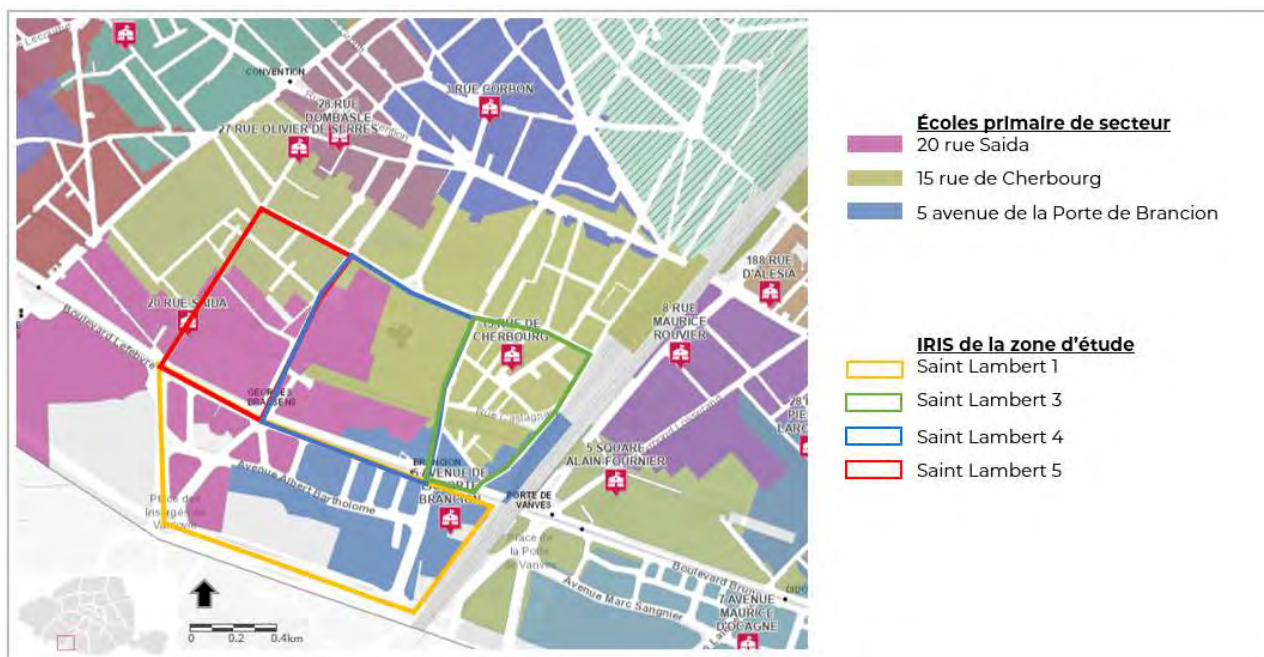 CONVENTION
28 RUE
DOMBASLE
27 RUE OLIVIER DE SERRES
3 RUE CORBON
20 RUE SAIDA
Boulevard Lefebvre
GEORGES
BRASSENS
15 RUE DE
CHERBOURG
Rue Castagnary
8 RUE
MAURICE
ROUVIER
188 RUE
D'ALESIA
5 SQUARE
ALAIN FOURNIER
BRANCION
5 AVENUE DE
LA PORTE
BRANCION
Avenue Albert Bartholome
Place des
Insurgés de
Varsovie
PORTE DE
VANVES
Place de
la Porte
de Vanves
Boulevard Brune
Avenue Marc Sangnier
7 AVENUE
MAURICE
D'OCAGNE
0 0.2 0.4km
Écoles primaire de secteur
20 rue Saida
15 rue de Cherbourg
5 avenue de la Porte de Brancion
IRIS de la zone d'étude
Saint Lambert 1
Saint Lambert 3
Saint Lambert 4
Saint Lambert 5